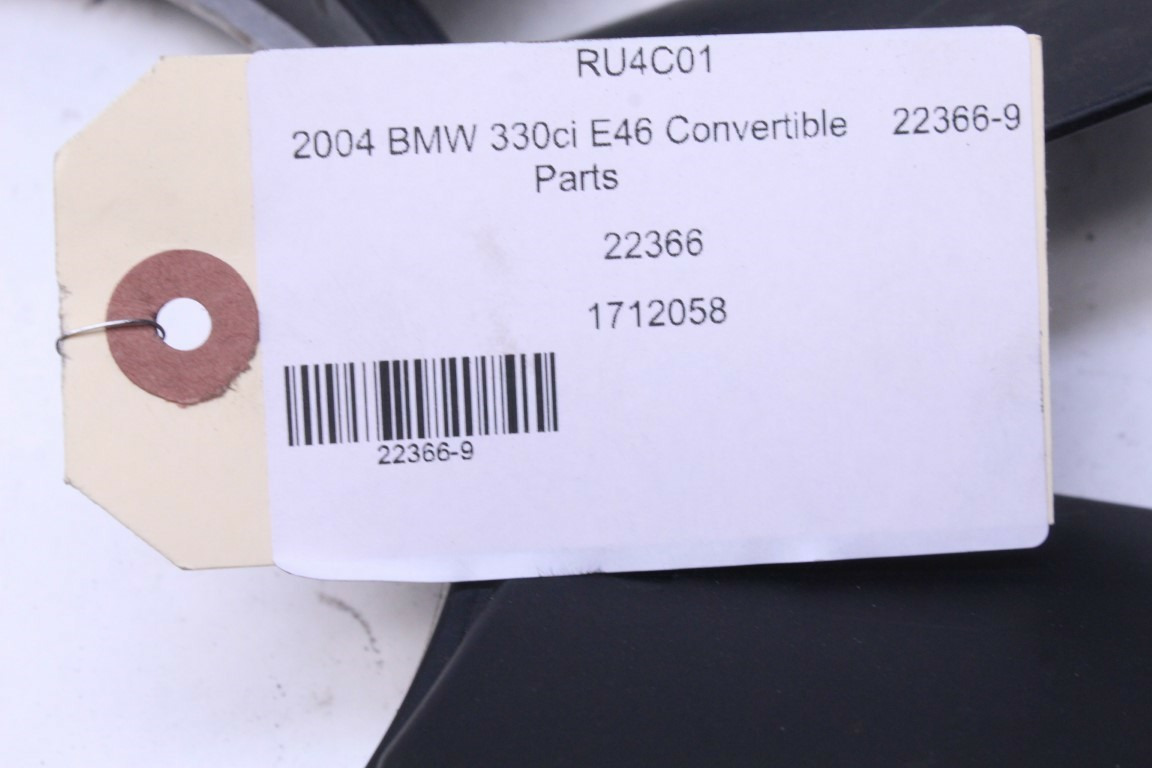 RU4C01
2004 BMW 330ci E46 Convertible 22366-9
Parts
22366
1712058
22366-9